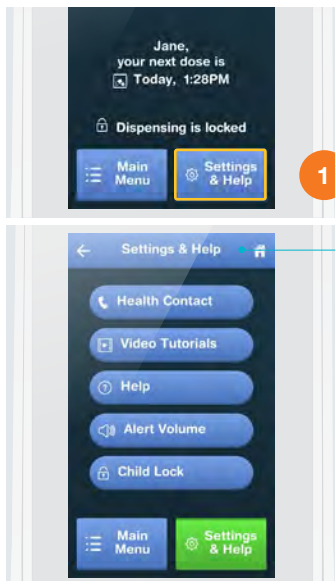 Jane,
your next dose is
Today, 1:28PM
Dispensing is locked
Main
Menu
Settings
& Help
1
Settings & Help
Health Contact
Video Tutorials
Help
Alert Volume
Child Lock
Main
Menu
Settings
& Help